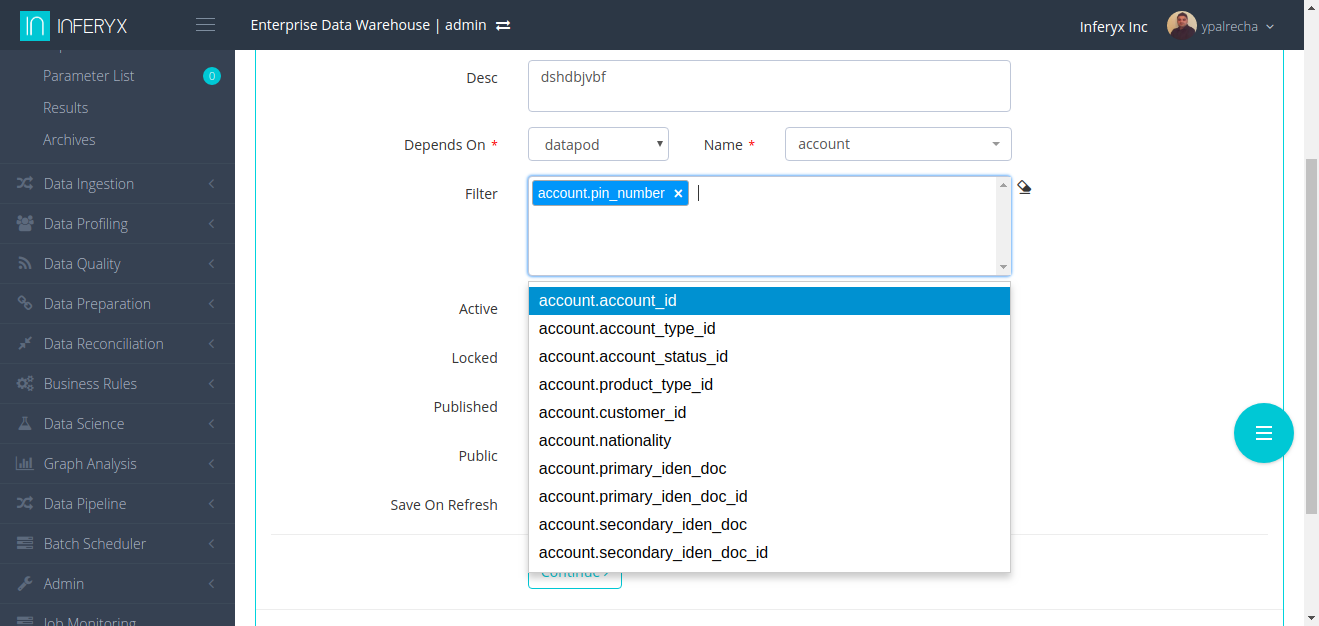 INFERYX
Enterprise Data Warehouse | admin
Inferyx Inc
ypalrecha
Parameter List
0
Results
Archives
Data Ingestion
Data Profiling
Data Quality
Data Preparation
Data Reconciliation
Business Rules
Data Science
Graph Analysis
Data Pipeline
Batch Scheduler
Admin
Job Monitoring
Desc
dshdbjvbf
Depends On *
datapod
Name *
account
Filter
account.pin_number ×
account.account_id
account.account_type_id
account.account_status_id
account.product_type_id
account.customer_id
account.nationality
account.primary_iden_doc
account.primary_iden_doc_id
account.secondary_iden_doc
account.secondary_iden_doc_id
Active
Locked
Published
Public
Save On Refresh
Continue